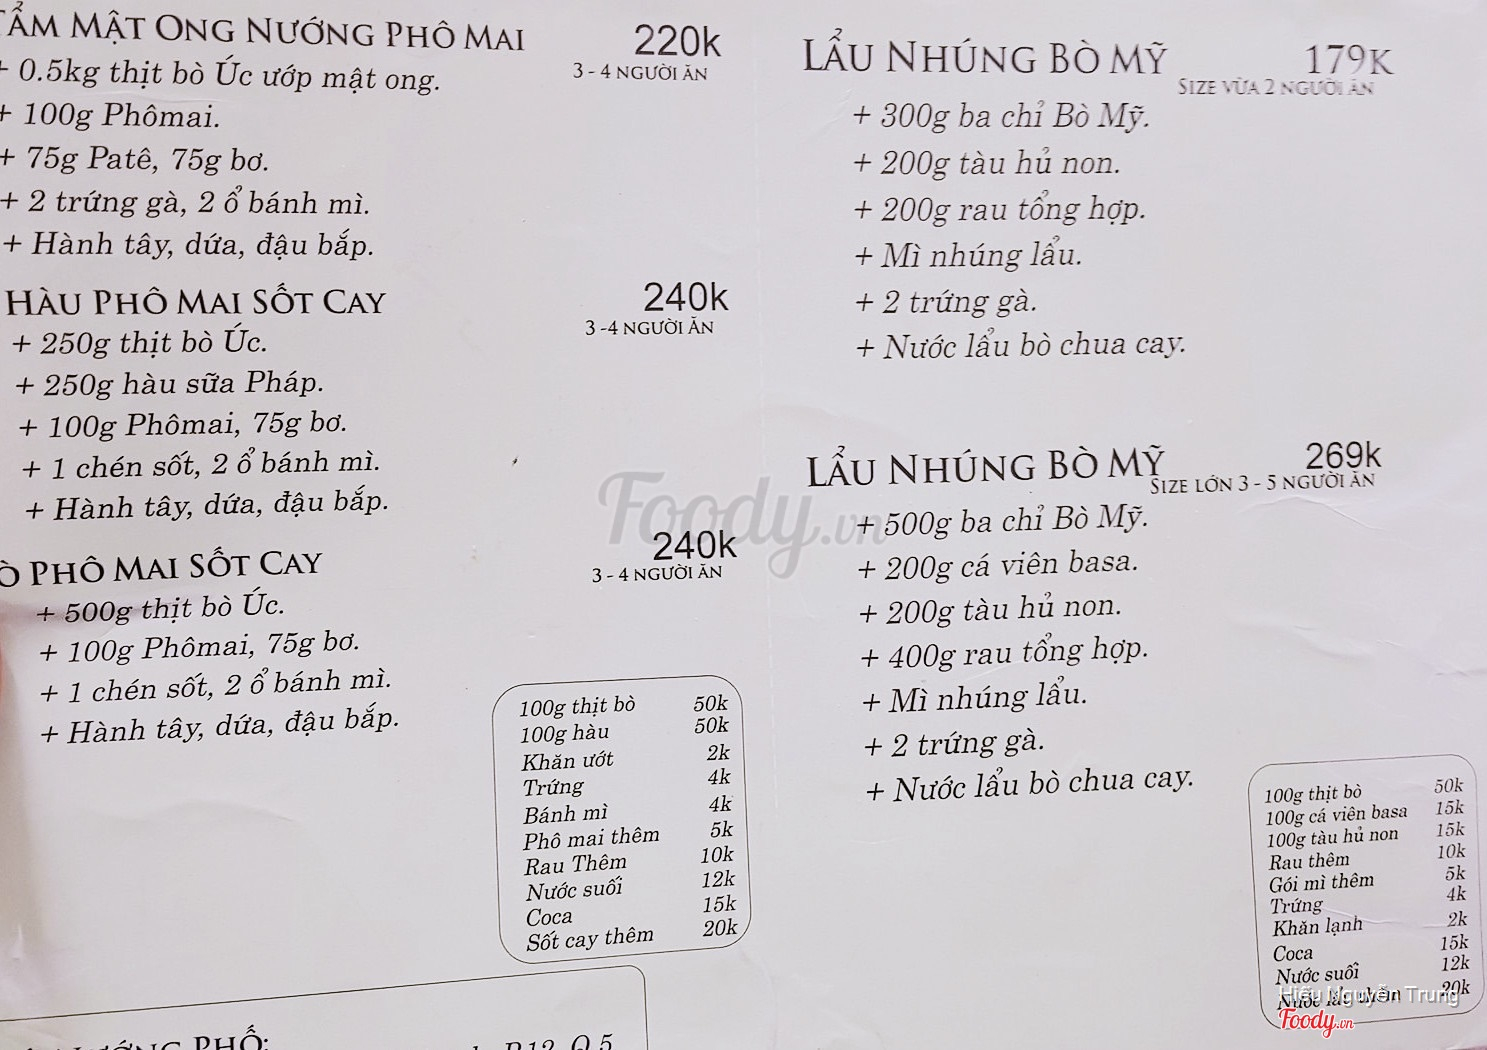 TẨM MẬT ONG NƯỚNG PHÔ MAI 220k
3 - 4 NGƯỜI ĂN
+ 0.5kg thịt bò Úc ướp mật ong.
+ 100g Phômai.
+ 75g Patê, 75g bơ.
+ 2 trứng gà, 2 ổ bánh mì.
+ Hành tây, dứa, đậu bắp.
HÀU PHÔ MAI SỐT CAY 240k
3 -4 NGƯỜI ĂN
+ 250g thịt bò Úc.
+ 250g hàu sữa Pháp.
+ 100g Phômai, 75g bơ.
+ 1 chén sốt, 2 ổ bánh mì.
+ Hành tây, dứa, đậu bắp.
Ò PHÔ MAI SỐT CAY 240k
3 - 4 NGƯỜI ĂN
+ 500g thịt bò Úc.
+ 100g Phômai, 75g bơ.
+ 1 chén sốt, 2 ổ bánh mì.
+ Hành tây, dứa, đậu bắp.
100g thịt bò 50k
100g hàu 50k
Khăn ướt 2k
Trứng 4k
Bánh mì 4k
Phô mai thêm 5k
Rau Thêm 10k
Nước suối 12k
Coca 15k
Sốt cay thêm 20k
PHỐ:
P.12, Q.5
LẨU NHÚNG BÒ MỸ 179K
SIZE VỪA 2 NGƯỜI ĂN
+ 300g ba chỉ Bò Mỹ.
+ 200g tàu hủ non.
+ 200g rau tổng hợp.
+ Mì nhúng lẩu.
+ 2 trứng gà.
+ Nước lẩu bò chua cay.
LẨU NHÚNG BÒ MỸ 269k
SIZE LỚN 3 - 5 NGƯỜI ĂN
+ 500g ba chỉ Bò Mỹ.
+ 200g cá viên basa.
+ 200g tàu hủ non.
+ 400g rau tổng hợp.
+ Mì nhúng lẩu.
+ 2 trứng gà.
+ Nước lẩu bò chua cay.
100g thịt bò 50k
100g cá viên basa 15k
100g tàu hủ non 15k
Rau thêm 10k
Gói mì thêm 5k
Trứng 4k
Khăn lạnh 2k
Coca 15k
Nước suối 12k
Nước lẩu thêm 20k
Foody.vn
Hiếu Nguyễn Trung
Foody.vn